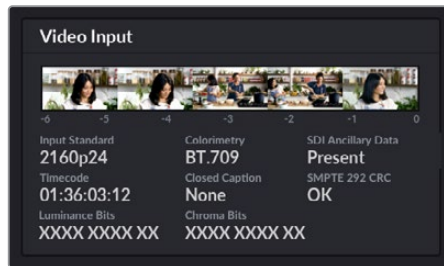 Video Input
-6 -5 -4 -3 -2 -1 0
Input Standard Colorimetry SDI Ancillary Data
2160p24 BT.709 Present
Timecode Closed Caption SMPTE 292 CRC
01:36:03:12 None OK
Luminance Bits Chroma Bits
XXXX XXXX XX XXXX XXXX XX